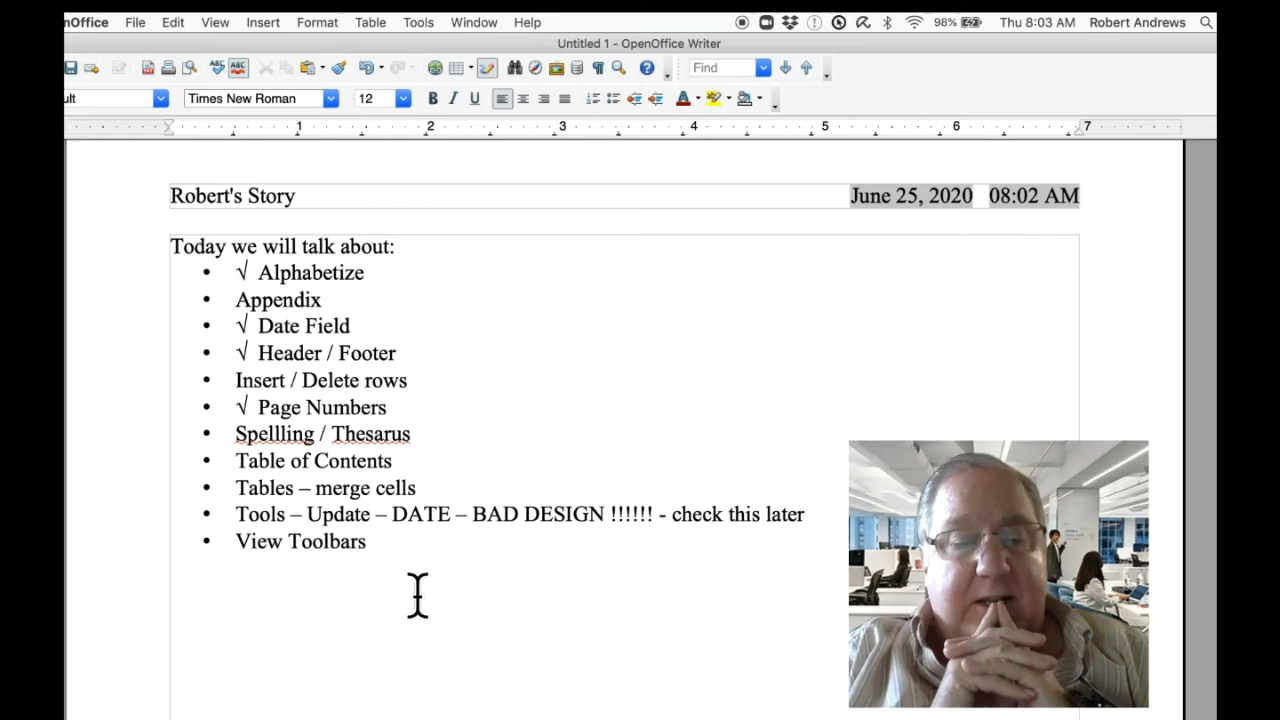 nOffice File Edit View Insert Format Table Tools Window Help 98% Thu 8:03 AM Robert Andrews
Untitled 1 - OpenOffice Writer
ABC ABC Find
ult Times New Roman 12 B I U A
1 2 3 4 5 6 7
Robert's Story June 25, 2020 08:02 AM
Today we will talk about:
• √ Alphabetize
• Appendix
• √ Date Field
• √ Header / Footer
• Insert / Delete rows
• √ Page Numbers
• Spellling / Thesarus
• Table of Contents
• Tables – merge cells
• Tools – Update – DATE – BAD DESIGN !!!!!! - check this later
• View Toolbars